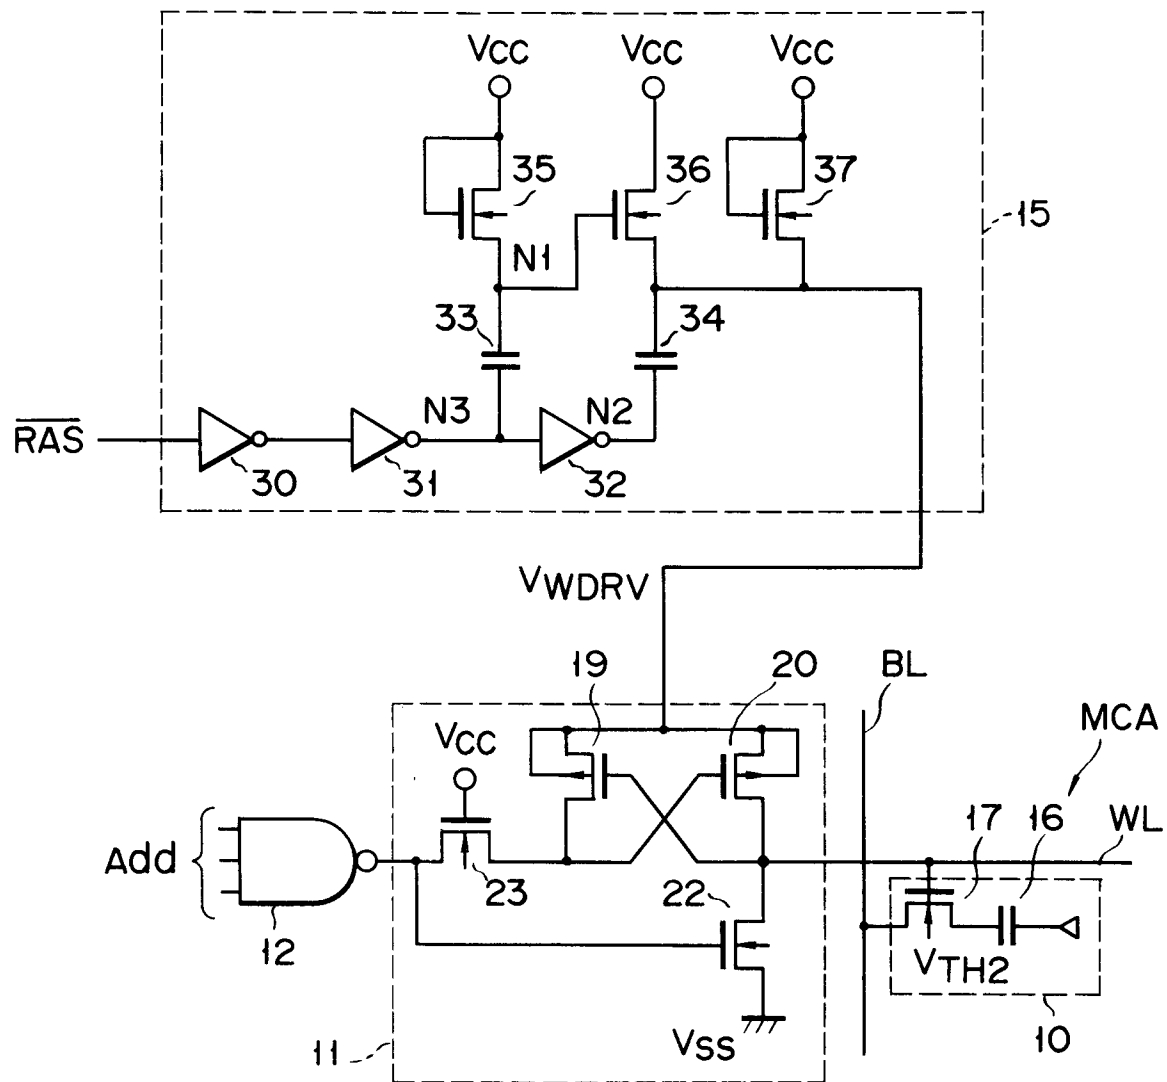 VCC VCC VCC
35 36 37
15
N1
33 34
RAS N3 N2
30 31 32
VWDRV
19 20 BL
MCA
VCC
17 16 WL
Add
23 22
12
VTH2
11 VSS 10